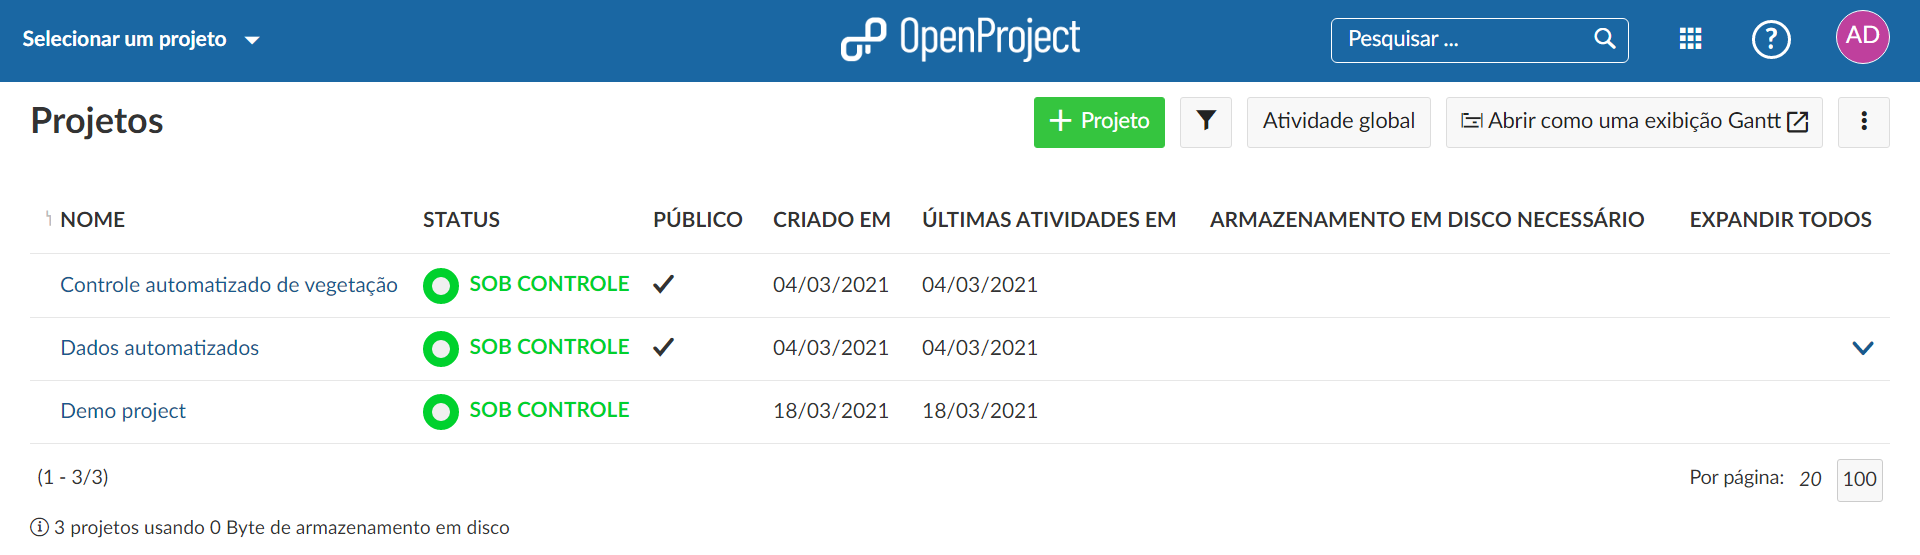 Selecionar um projeto
OpenProject
Pesquisar ...
?
AD
Projetos
+ Projeto
Atividade global
Abrir como uma exibição Gantt
NOME STATUS PÚBLICO CRIADO EM ÚLTIMAS ATIVIDADES EM ARMAZENAMENTO EM DISCO NECESSÁRIO EXPANDIR TODOS
Controle automatizado de vegetação SOB CONTROLE ✓ 04/03/2021 04/03/2021
Dados automatizados SOB CONTROLE ✓ 04/03/2021 04/03/2021
Demo project SOB CONTROLE 18/03/2021 18/03/2021
(1 - 3/3) Por página: 20 100
3 projetos usando 0 Byte de armazenamento em disco